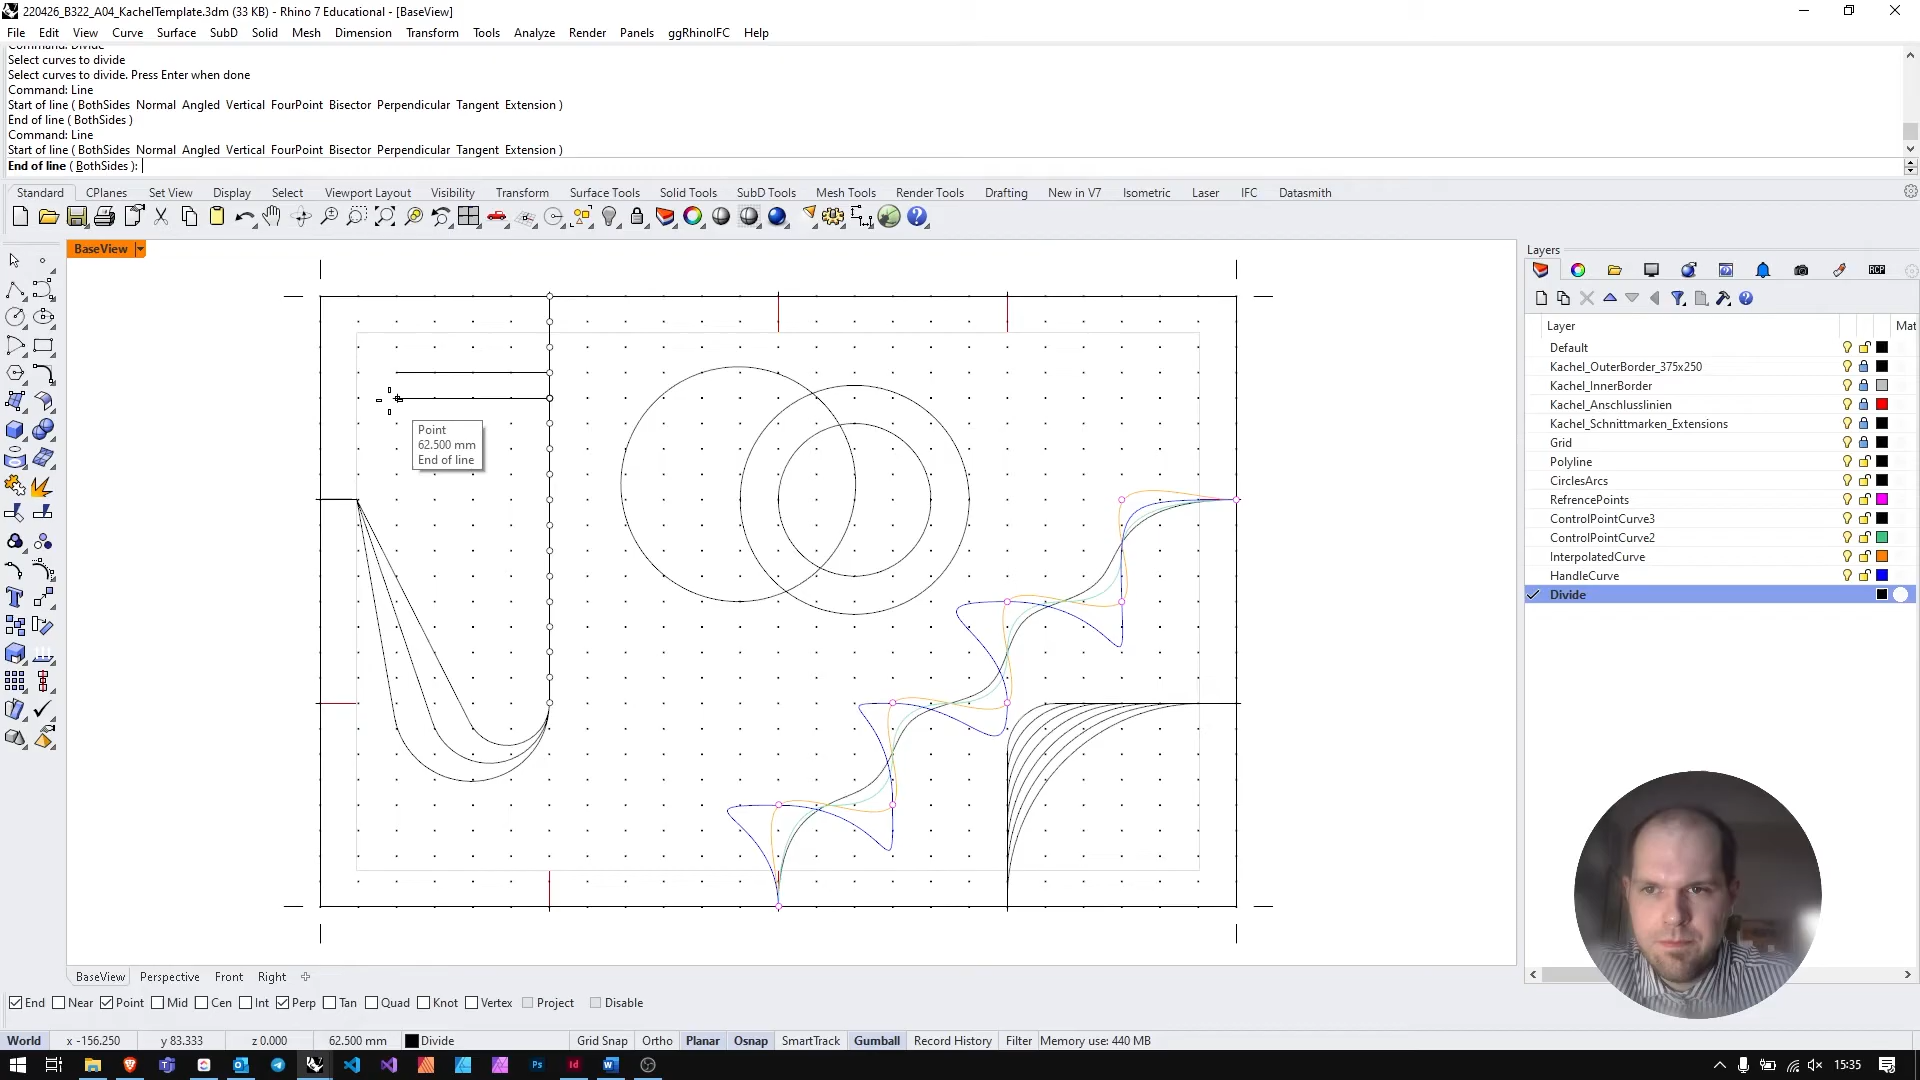 220426_B322_A04_KachelTemplate.3dm (33 KB) - Rhino 7 Educational - [BaseView]
File Edit View Curve Surface SubD Solid Mesh Dimension Transform Tools Analyze Render Panels ggRhinoIFC Help
Command: Divide
Select curves to divide
Select curves to divide. Press Enter when done
Command: Line
Start of line ( BothSides Normal Angled Vertical FourPoint Bisector Perpendicular Tangent Extension )
End of line ( BothSides )
Command: Line
Start of line ( BothSides Normal Angled Vertical FourPoint Bisector Perpendicular Tangent Extension )
End of line ( BothSides ):
Standard CPlanes Set View Display Select Viewport Layout Visibility Transform Surface Tools Solid Tools SubD Tools Mesh Tools Render Tools Drafting New in V7 Isometric Laser IFC Datasmith
BaseView
Point
62.500 mm
End of line
Layers
RCP
Layer Mat
Default
Kachel_OuterBorder_375x250
Kachel_InnerBorder
Kachel_Anschlusslinien
Kachel_Schnittmarken_Extensions
Grid
Polyline
CirclesArcs
RefrencePoints
ControlPointCurve3
ControlPointCurve2
InterpolatedCurve
HandleCurve
Divide
BaseView Perspective Front Right
End Near Point Mid Cen Int Perp Tan Quad Knot Vertex Project Disable
World x -156.250 y 83.333 z 0.000 62.500 mm Divide Grid Snap Ortho Planar Osnap SmartTrack Gumball Record History Filter Memory use: 440 MB
Ps Id 15:35